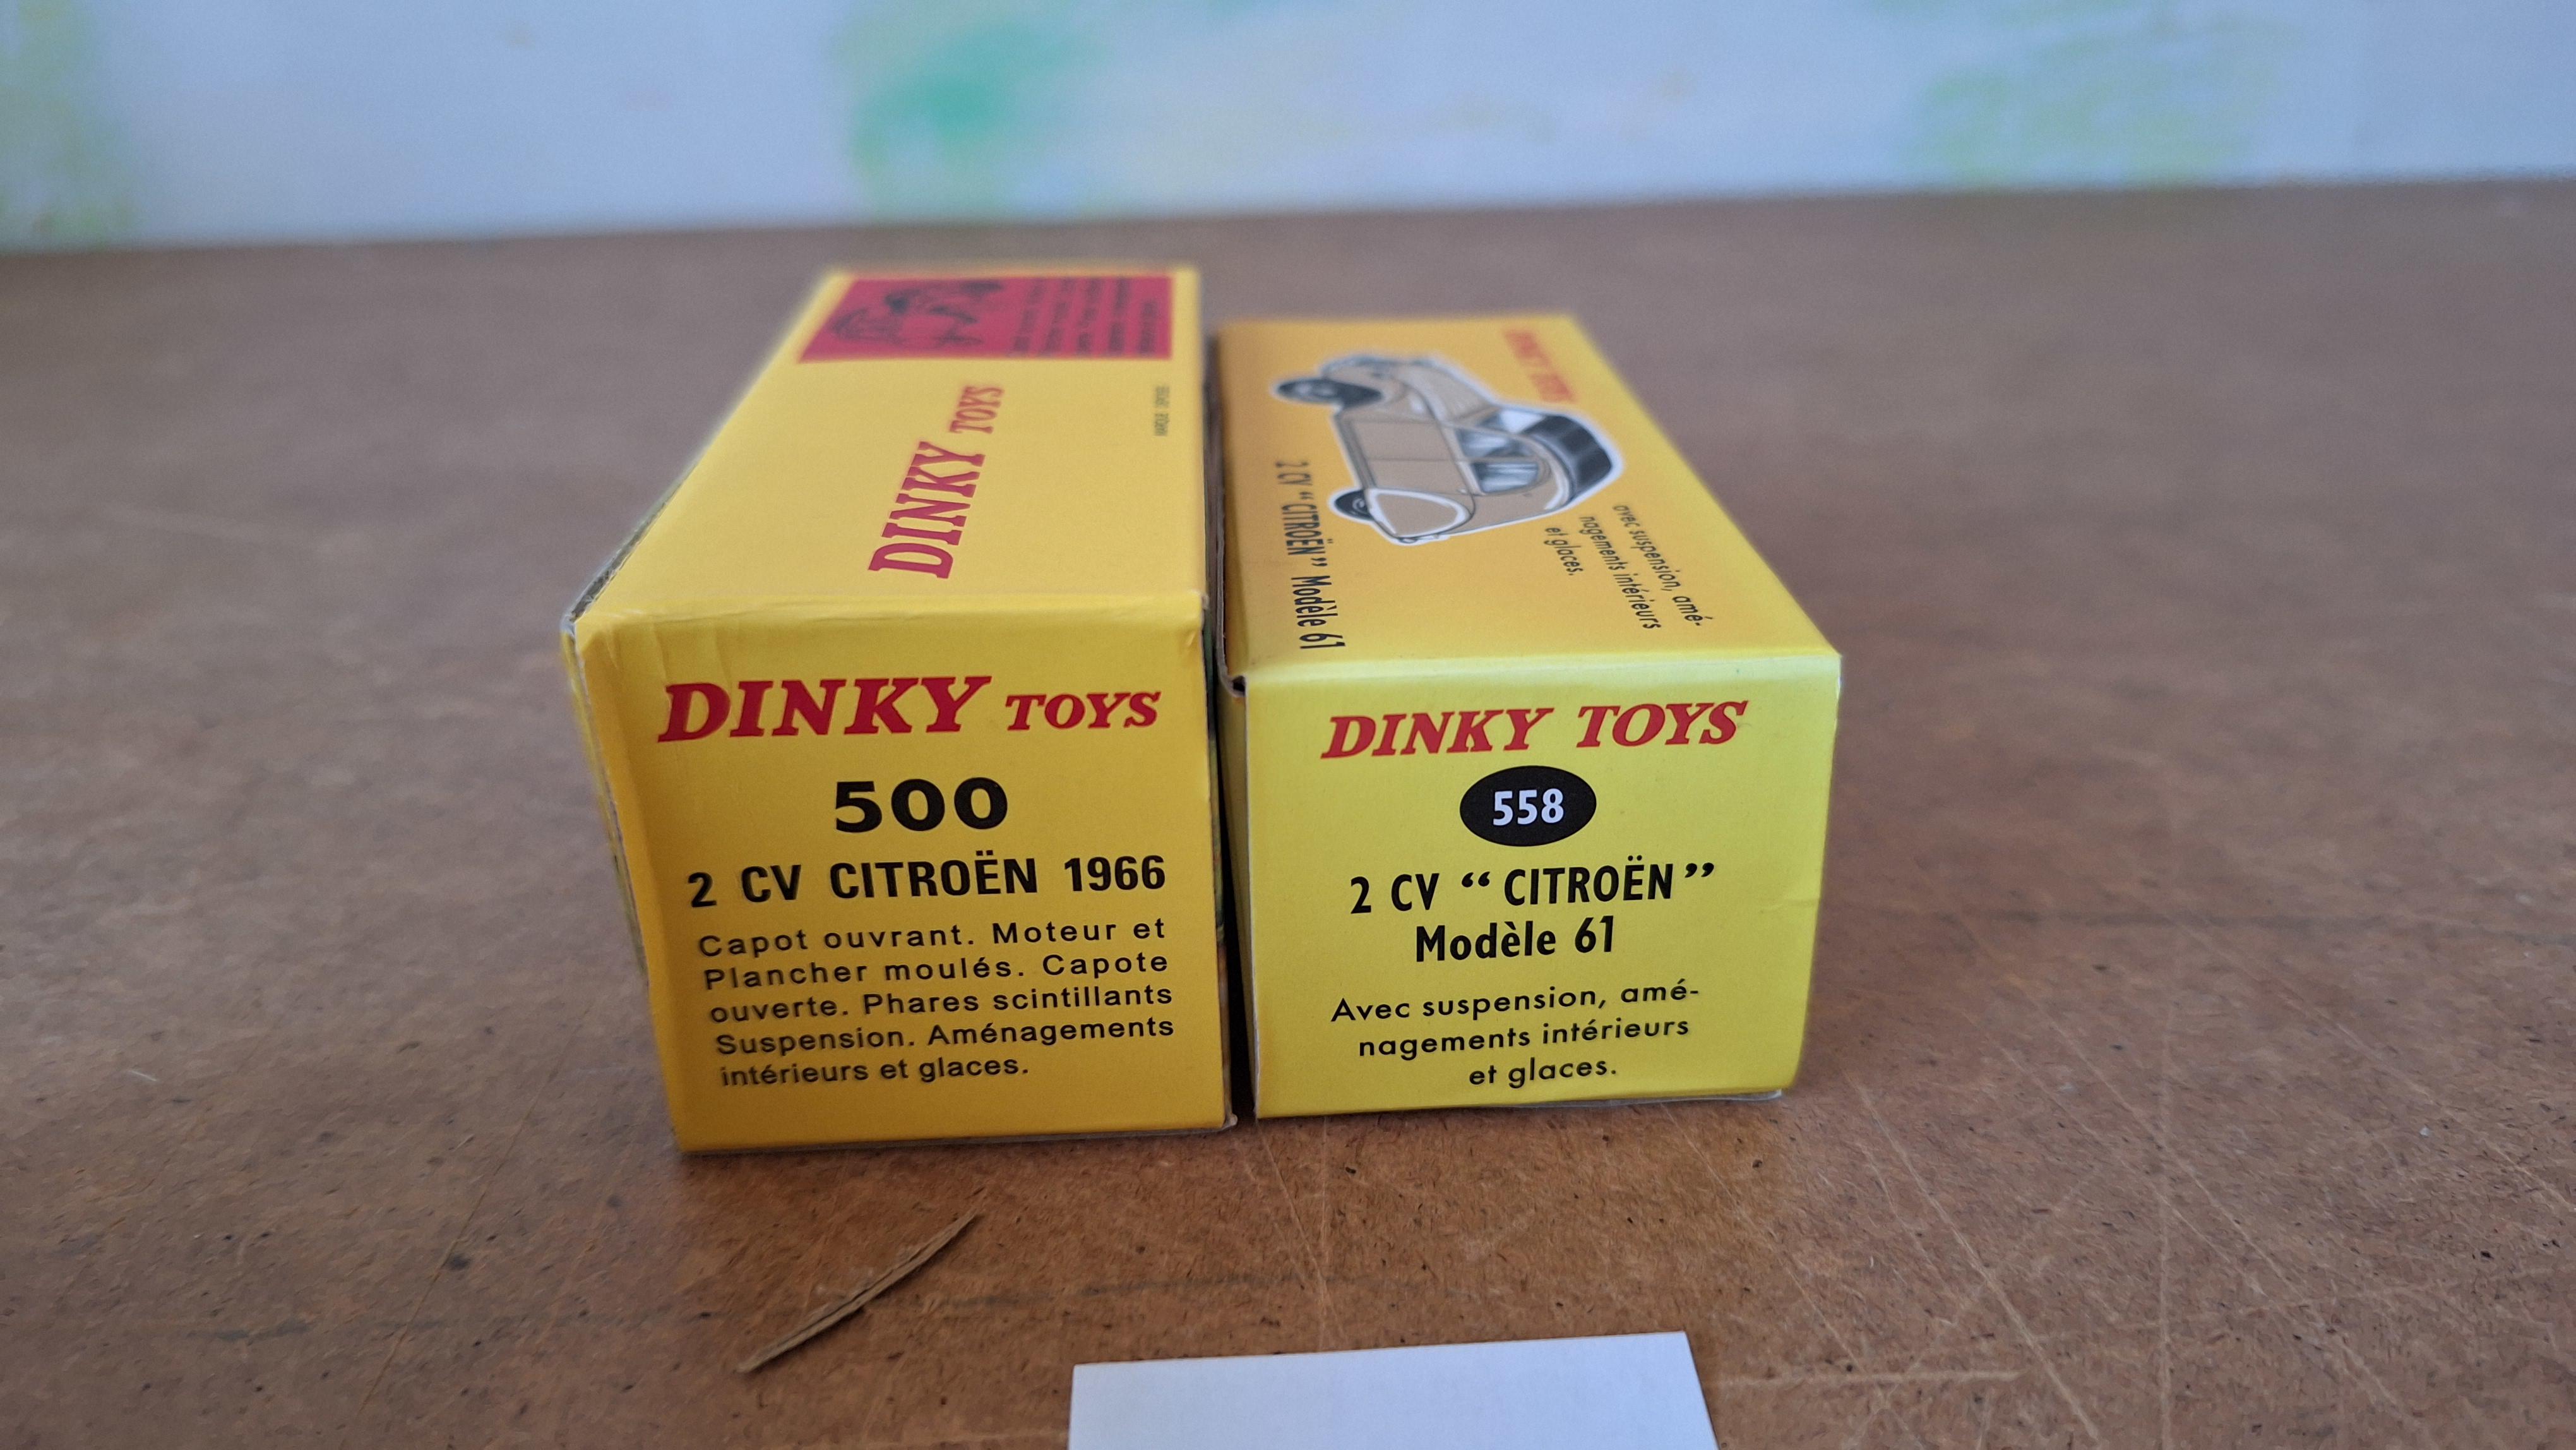 DINKY TOYS
DINKY TOYS
500
2 CV CITROËN 1966
Capot ouvrant. Moteur et
Plancher moulés. Capote
ouverte. Phares scintillants
Suspension. Aménagements
intérieurs et glaces.
DINKY TOYS
2 CV “CITROËN” Modèle 61
avec suspension, amé-
nagements intérieurs
et glaces.
DINKY TOYS
558
2 CV “CITROËN”
Modèle 61
Avec suspension, amé-
nagements intérieurs
et glaces.